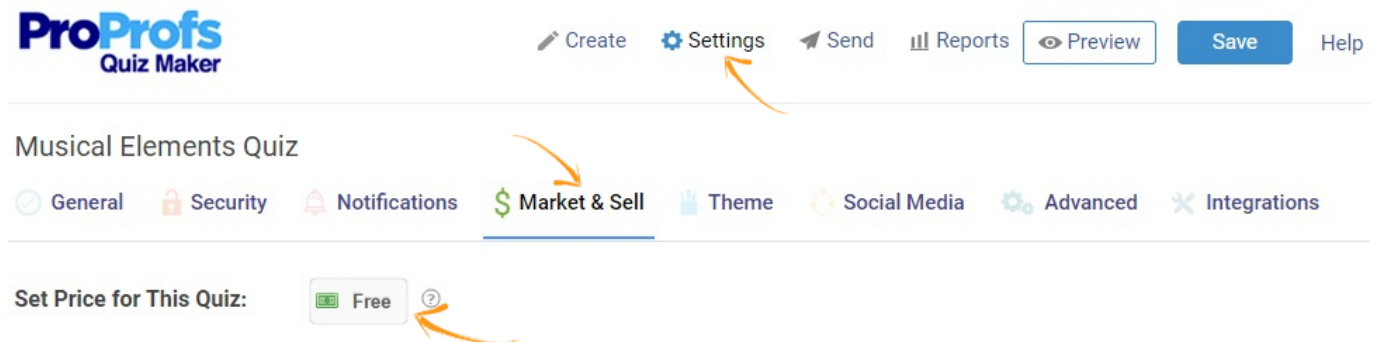 ProProfs
Quiz Maker
Create Settings Send Reports Preview Save Help
Musical Elements Quiz
General Security Notifications $ Market & Sell Theme Social Media Advanced Integrations
Set Price for This Quiz: Free ?